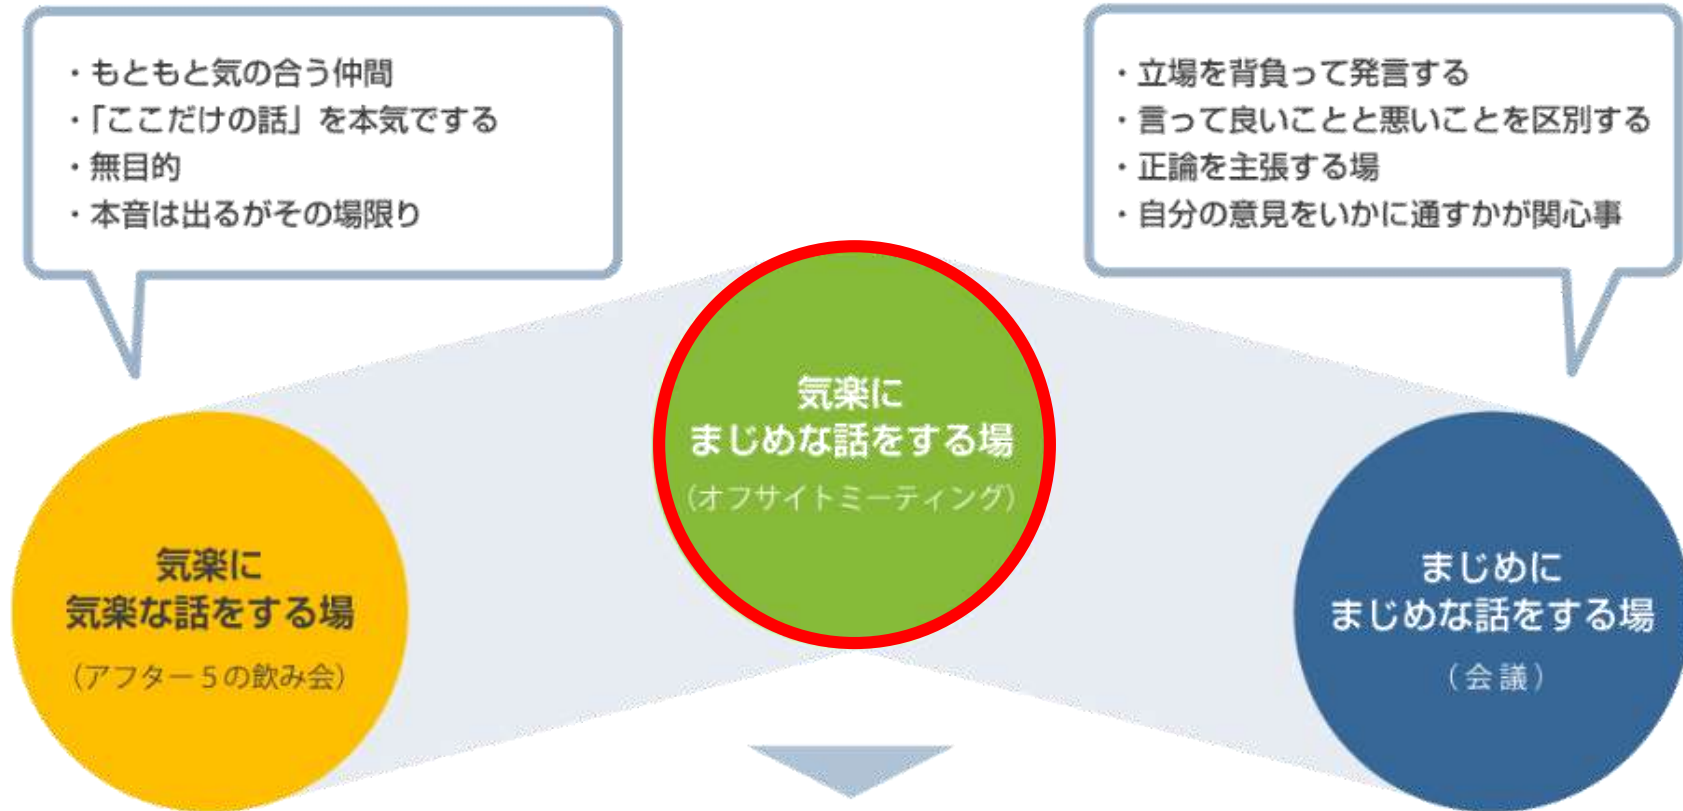 ・もともと気の合う仲間
・「ここだけの話」を本気でする
・無目的
・本音は出るがその場限り
・立場を背負って発言する
・言って良いことと悪いことを区別する
・正論を主張する場
・自分の意見をいかに通すかが関心事
気楽に
まじめな話をする場
（オフサイトミーティング）
気楽に
気楽な話をする場
（アフター５の飲み会）
まじめに
まじめな話をする場
（会議）